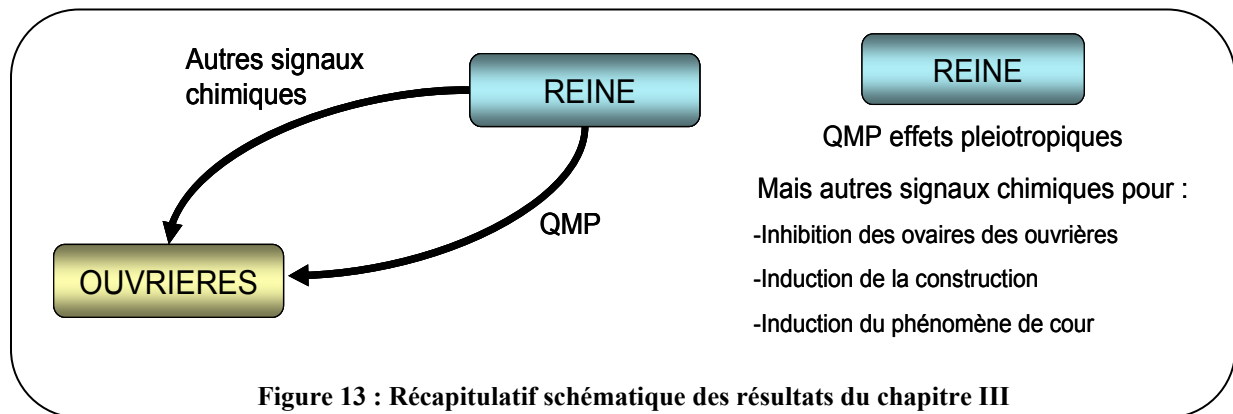 Autres signaux
chimiques
REINE
QMP
OUVRIERES
REINE
QMP effets pleiotropiques
Mais autres signaux chimiques pour :
-Inhibition des ovaires des ouvrières
-Induction de la construction
-Induction du phénomène de cour
Figure 13 : Récapitulatif schématique des résultats du chapitre III